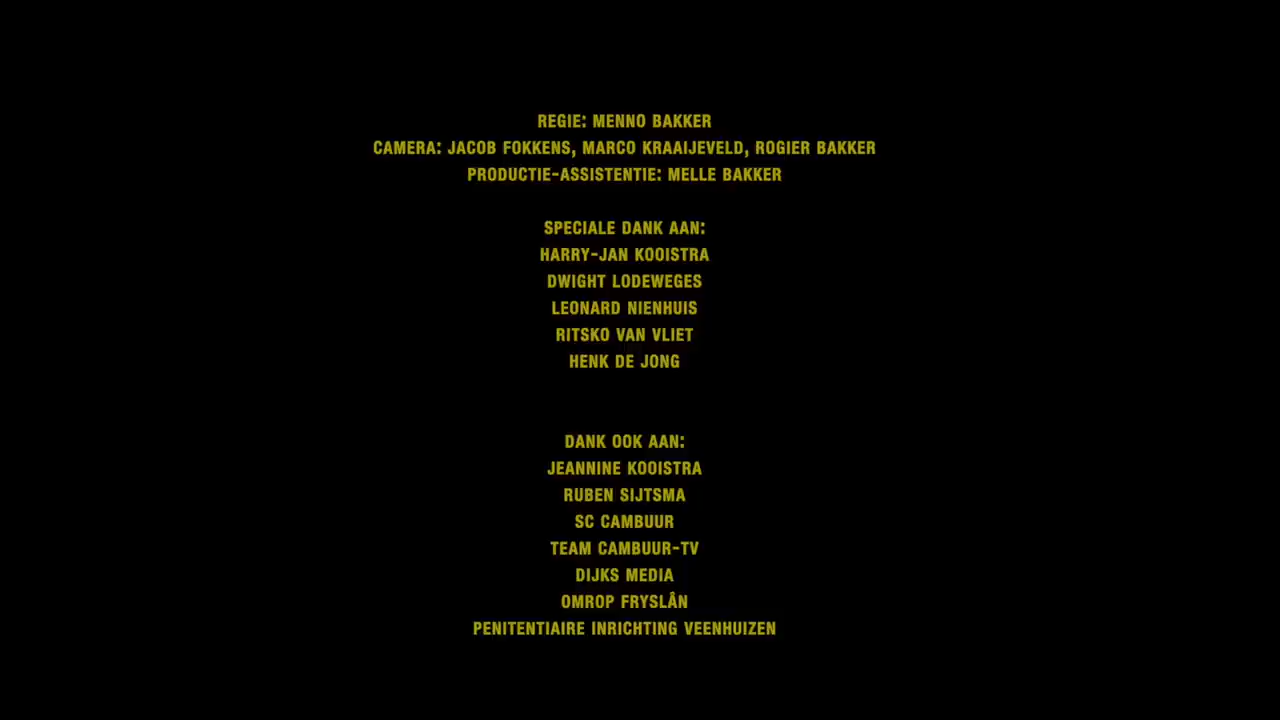 REGIE: MENNO BAKKER
CAMERA: JACOB FOKKENS, MARCO KRAAIJEVELD, ROGIER BAKKER
PRODUCTIE-ASSISTENTIE: MELLE BAKKER
SPECIALE DANK AAN:
HARRY-JAN KOOISTRA
DWIGHT LODEWEGES
LEONARD NIENHUIS
RITSKO VAN VLIET
HENK DE JONG
DANK OOK AAN:
JEANNINE KOOISTRA
RUBEN SIJTSMA
SC CAMBUUR
TEAM CAMBUUR-TV
DIJKS MEDIA
OMROP FRYSLÂN
PENITENTIAIRE INRICHTING VEENHUIZEN